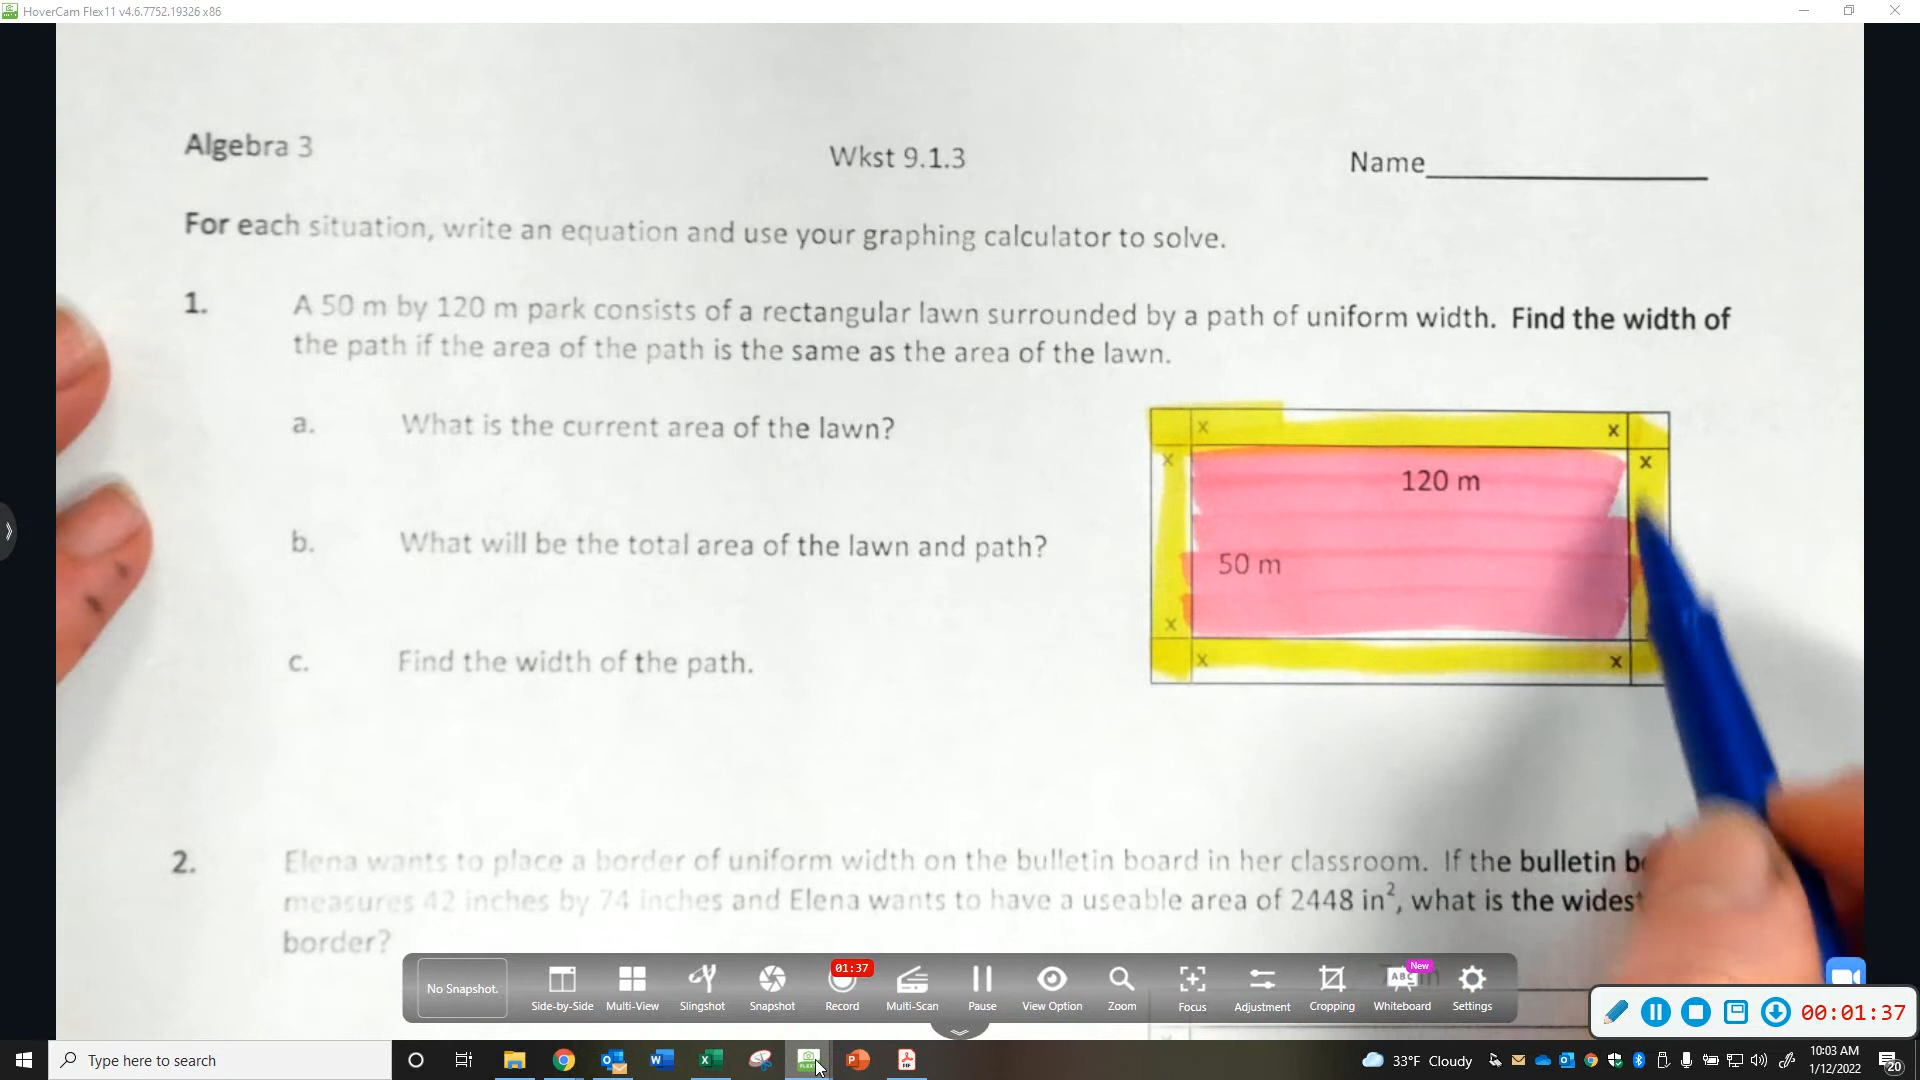 HoverCam Flex11 v4.6.7752.19326 x86
Algebra 3
Wkst 9.1.3
Name
For each situation, write an equation and use your graphing calculator to solve.
1. A 50 m by 120 m park consists of a rectangular lawn surrounded by a path of uniform width. Find the width of
the path if the area of the path is the same as the area of the lawn.
a. What is the current area of the lawn?
x x
x x
120 m
b. What will be the total area of the lawn and path?
50 m
x
c. Find the width of the path.
x x
2. Elena wants to place a border of uniform width on the bulletin board in her classroom. If the bulletin
measures 42 inches by 74 inches and Elena wants to have a useable area of 2448 in², what is the widest
border?
No Snapshot.
Side-by-Side
Multi-View
Slingshot
Snapshot
01:37
Record
Multi-Scan
Pause
View Option
Zoom
Focus
Adjustment
Cropping
New
ABC
Whiteboard
Settings
00:01:37
Type here to search
33°F Cloudy
10:03 AM
1/12/2022
20